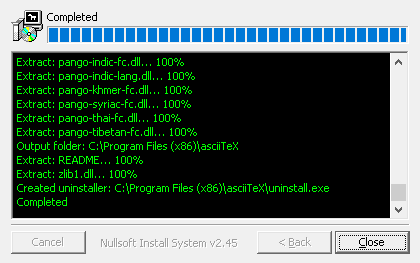 Completed
Extract: pango-indic-fc.dll... 100%
Extract: pango-indic-lang.dll... 100%
Extract: pango-khmer-fc.dll... 100%
Extract: pango-syriac-fc.dll... 100%
Extract: pango-thai-fc.dll... 100%
Extract: pango-tibetan-fc.dll... 100%
Output folder: C:\Program Files (x86)\asciiTeX
Extract: README... 100%
Extract: zlib1.dll... 100%
Created uninstaller: C:\Program Files (x86)\asciiTeX\uninstall.exe
Completed
Cancel
Nullsoft Install System v2.45
< Back
Close